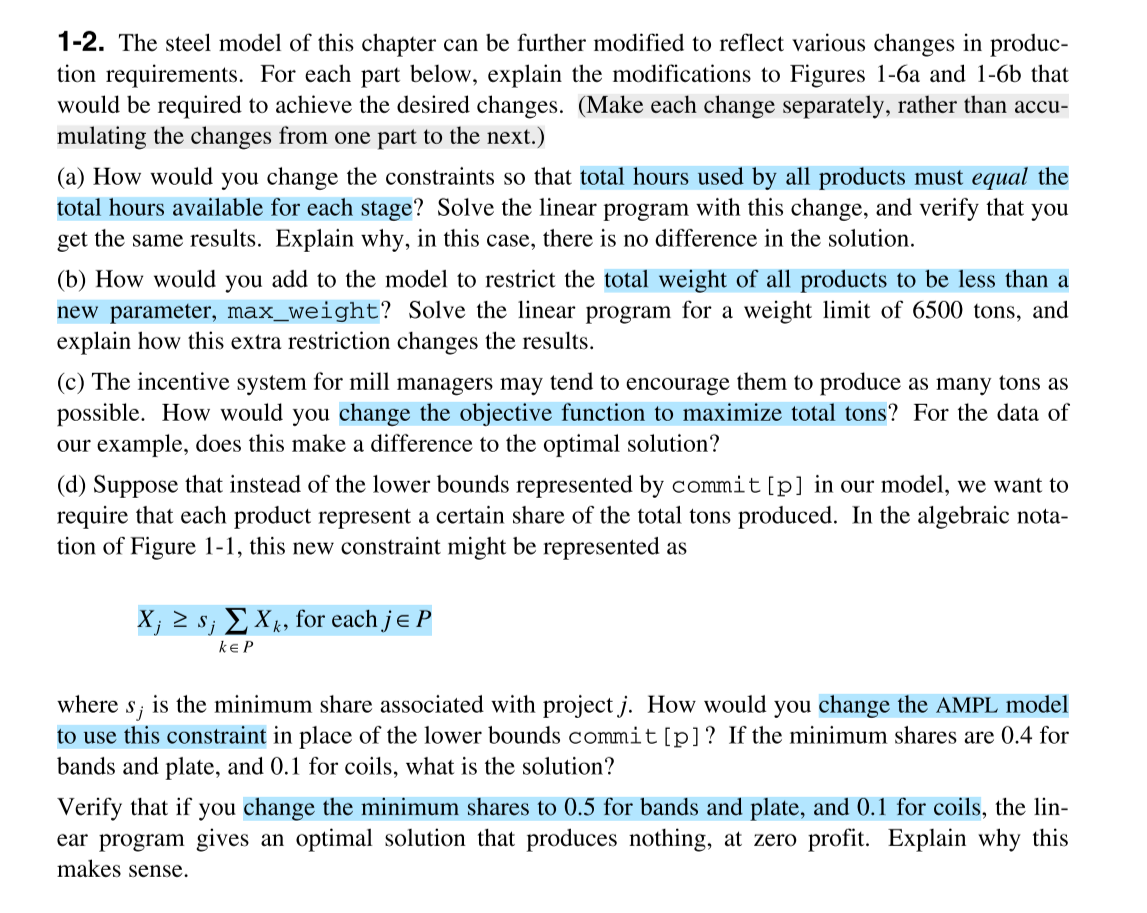 1-2. The steel model of this chapter can be further modified to reflect various changes in produc-
tion requirements. For each part below, explain the modifications to Figures 1-6a and 1-6b that
would be required to achieve the desired changes. (Make each change separately, rather than accu-
mulating the changes from one part to the next.)
(a) How would you change the constraints so that total hours used by all products must equal the
total hours available for each stage? Solve the linear program with this change, and verify that you
get the same results. Explain why, in this case, there is no difference in the solution.
(b) How would you add to the model to restrict the total weight of all products to be less than a
new parameter, max_weight? Solve the linear program for a weight limit of 6500 tons, and
explain how this extra restriction changes the results.
(c) The incentive system for mill managers may tend to encourage them to produce as many tons as
possible. How would you change the objective function to maximize total tons? For the data of
our example, does this make a difference to the optimal solution?
(d) Suppose that instead of the lower bounds represented by commit[p] in our model, we want to
require that each product represent a certain share of the total tons produced. In the algebraic nota-
tion of Figure 1-1, this new constraint might be represented as
X_j ≥ s_j Σ X_k, for each j ∈ P
k ∈ P
where s_j is the minimum share associated with project j. How would you change the AMPL model
to use this constraint in place of the lower bounds commit[p]? If the minimum shares are 0.4 for
bands and plate, and 0.1 for coils, what is the solution?
Verify that if you change the minimum shares to 0.5 for bands and plate, and 0.1 for coils, the lin-
ear program gives an optimal solution that produces nothing, at zero profit. Explain why this
makes sense.